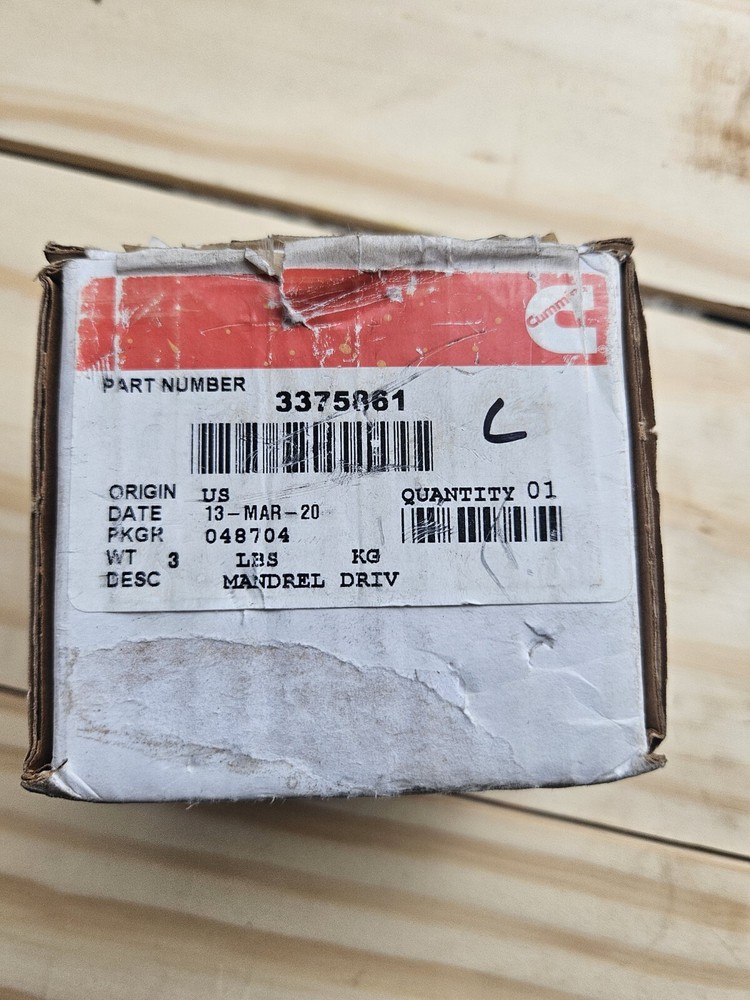 Cummins
PART NUMBER 3375061
C
ORIGIN US QUANTITY 01
DATE 13-MAR-20
PKGR 048704
WT 3 LBS KG
DESC MANDREL DRIV